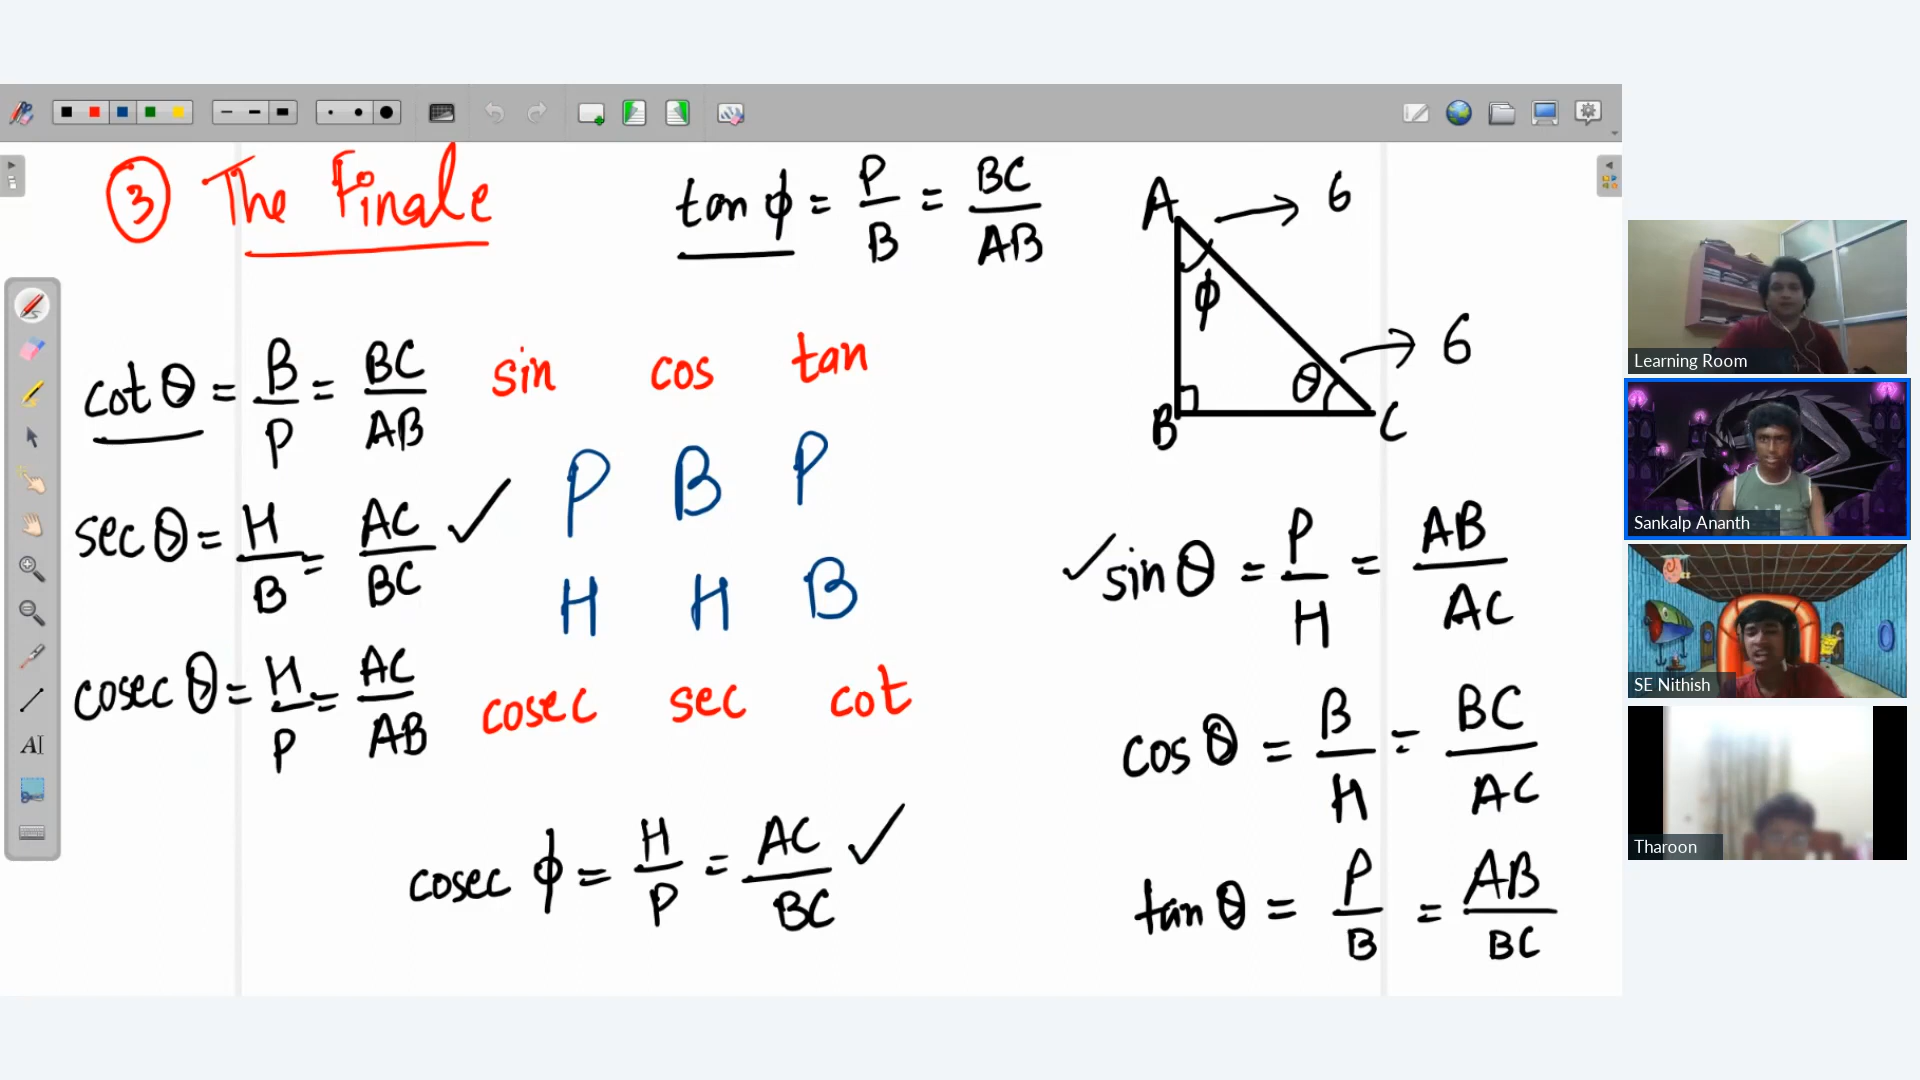 ③ The Finale
tan ϕ = P/B = BC/AB
A → 6
ϕ
θ → 6
B
C
cot θ = B/P = BC/AB
sec θ = H/B = AC/BC ✓
cosec θ = H/P = AC/AB
sin cos tan
P B P
H H B
cosec sec cot
cosec ϕ = H/P = AC/BC ✓
✓ sin θ = P/H = AB/AC
cos θ = B/H = BC/AC
tan θ = P/B = AB/BC
AI
Learning Room
Sankalp Ananth
SE Nithish
Tharoon